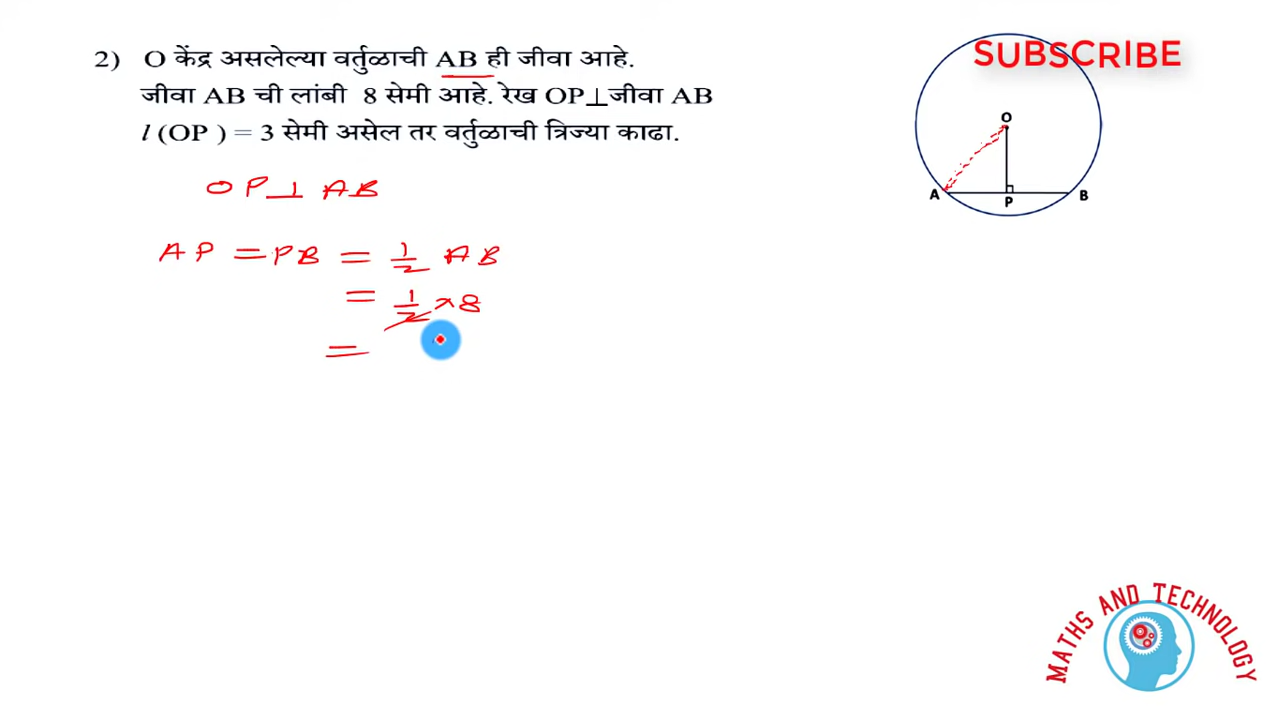 SUBSCRIBE
2) O केंद्र असलेल्या वर्तुळाची AB ही जीवा आहे.
जीवा AB ची लांबी 8 सेमी आहे. रेख OP⊥जीवा AB
l (OP ) = 3 सेमी असेल तर वर्तुळाची त्रिज्या काढा.
O
A
P
B
OP⊥ AB
AP = PB = 1/2 AB
= 1/2 × 8
=
MATHS AND TECHNOLOGY